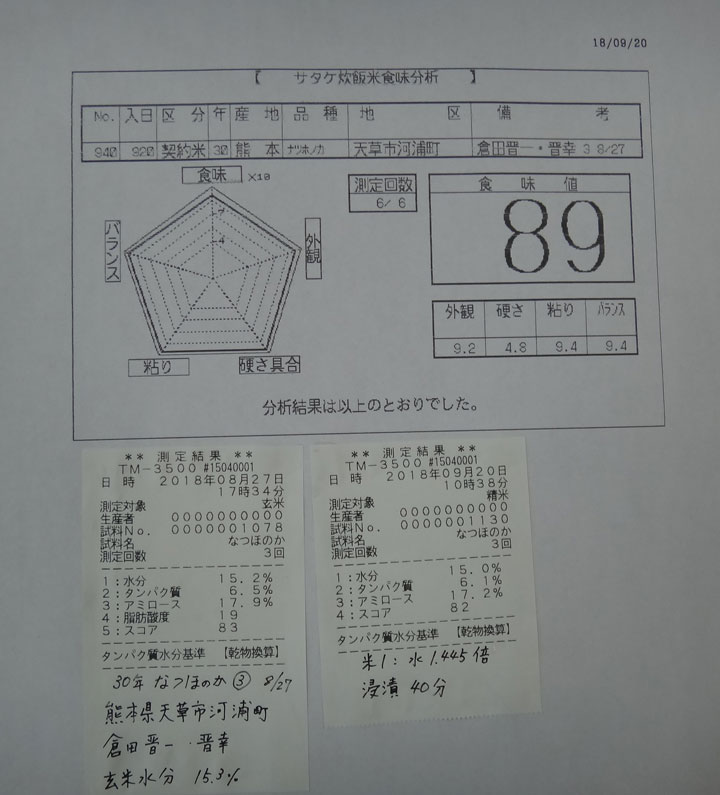 18/09/20
【 サタケ炊飯米食味分析 】
No. 入日 区分 年 産地 品種 地区 備考
940 920 契約米 30 熊本 ナツホノカ 天草市河浦町 倉田晋一・晋幸 3 8/27
食味 X10
測定回数
6/ 6
食味値
89
バランス
外観
7
4
粘り
硬さ具合
外観 硬さ 粘り バランス
9.2 4.8 9.4 9.4
分析結果は以上のとおりでした。
** 測定結果 **
TM-3500 #15040001
日 時 2018年08月27日
17時34分
測定対象 玄米
生産者 0000000000
試料No. 0000001078
試料名 なつほのか
測定回数 3回
1:水分 15.2%
2:タンパク質 6.5%
3:アミロース 17.9%
4:脂肪酸度 19
5:スコア 83
タンパク質水分基準 【乾物換算】
30年 なつほのか ③ 8/27
熊本県天草市河浦町
倉田晋一・晋幸
玄米水分 15.3%
** 測定結果 **
TM-3500 #15040001
日 時 2018年09月20日
10時38分
測定対象 精米
生産者 0000000000
試料No. 0000001130
試料名 なつほのか
測定回数 3回
1:水分 15.0%
2:タンパク質 6.1%
3:アミロース 17.2%
4:スコア 82
タンパク質水分基準 【乾物換算】
米1:水1.445倍
浸漬 40分